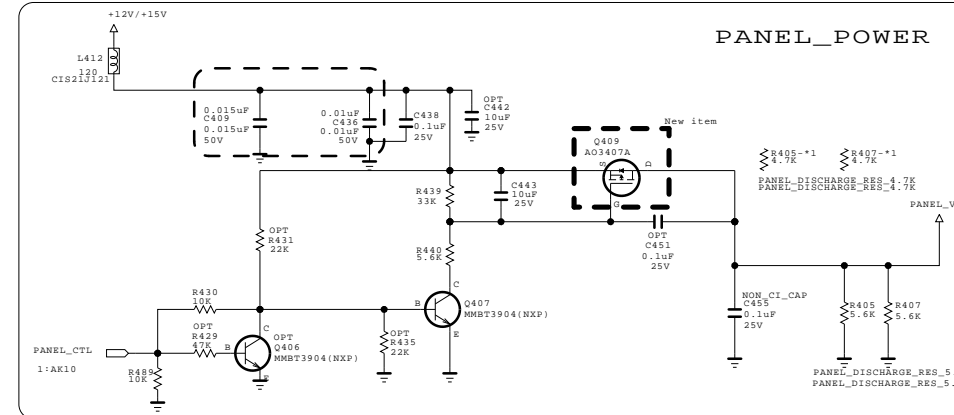 PANEL_POWER
+12V/+15V
L412
120
CIS21J121
0.015uF
C409
0.015uF
50V
0.01uF
C436
0.01uF
50V
C438
0.1uF
25V
OPT
C442
10uF
25V
New item
Q409
AO3407A
S
D
G
R405-*1
4.7K
R407-*1
4.7K
PANEL_DISCHARGE_RES_4.7K
PANEL_DISCHARGE_RES_4.7K
R439
33K
C443
10uF
25V
PANEL_V
OPT
R431
22K
R440
5.6K
OPT
C451
0.1uF
25V
C
B
Q407
MMBT3904(NXP)
E
R430
10K
NON_CI_CAP
C455
0.1uF
25V
R405
5.6K
R407
5.6K
OPT
R429
47K
C
OPT
B
Q406
MMBT3904(NXP)
E
OPT
R435
22K
PANEL_CTL
1:AK10
R489
10K
PANEL_DISCHARGE_RES_5.
PANEL_DISCHARGE_RES_5.